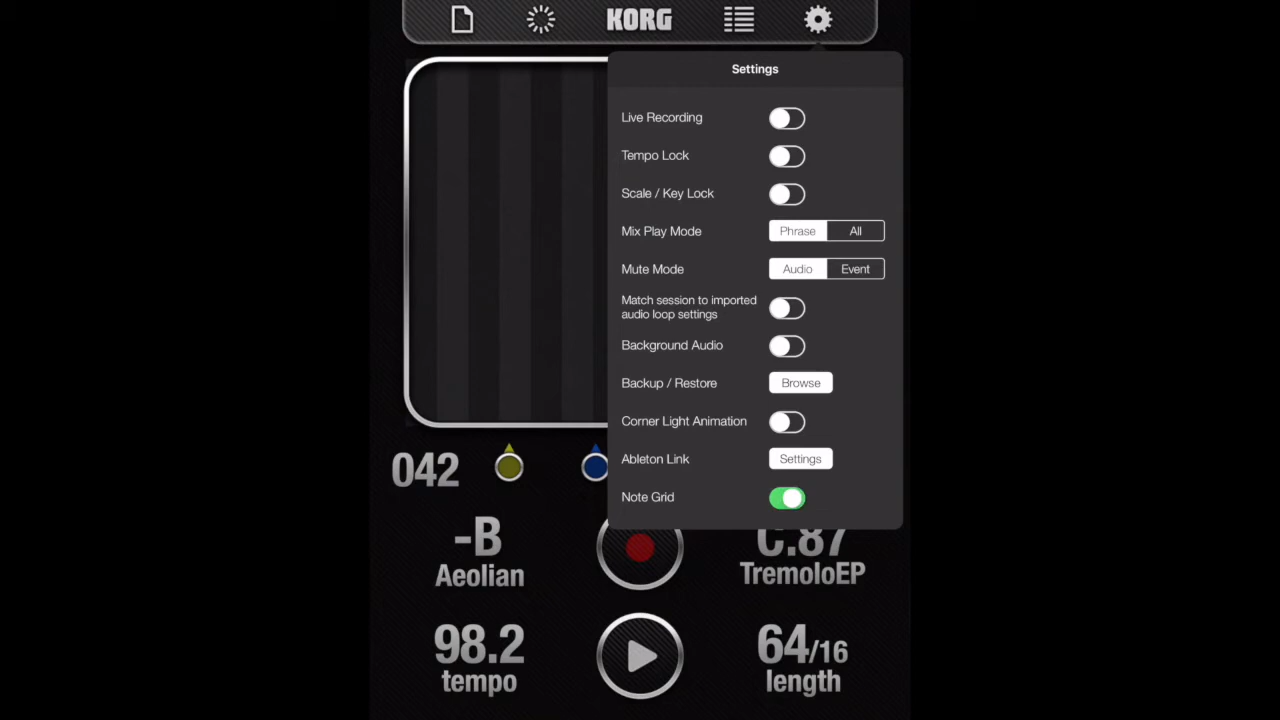 KORG
Settings
Live Recording
Tempo Lock
Scale / Key Lock
Mix Play Mode Phrase All
Mute Mode Audio Event
Match session to imported
audio loop settings
Background Audio
Backup / Restore Browse
Corner Light Animation
Ableton Link Settings
Note Grid
042
-B C.87
Aeolian TremoloEP
98.2 64/16
tempo length